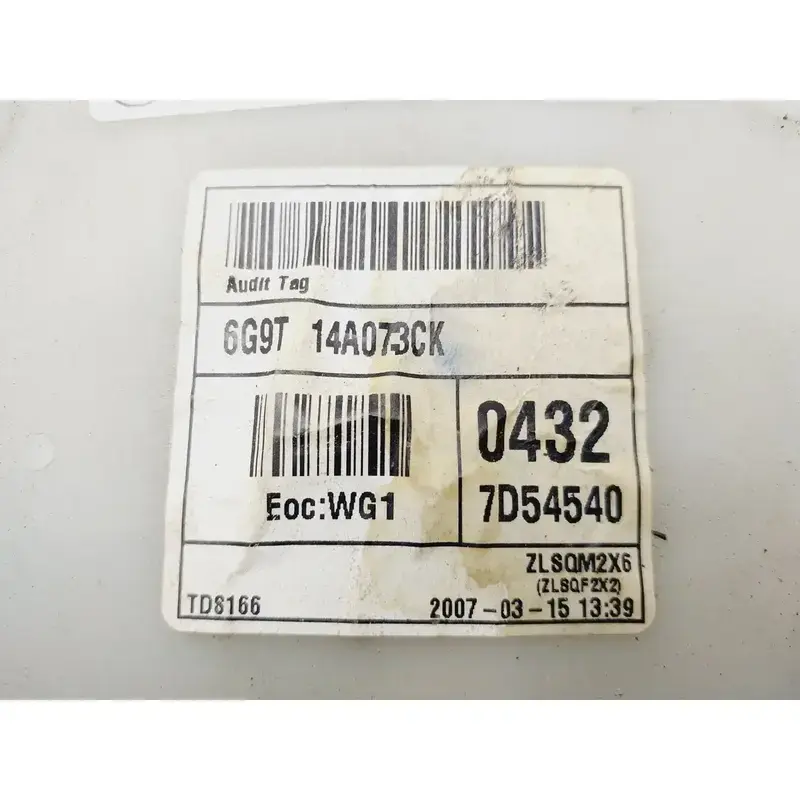 Audit Tag
6G9T 14A073CK
0432
Eoc:WG1
7D54540
ZLSQM2X6
(ZLSQF2X2)
TD8166
2007-03-15 13:39